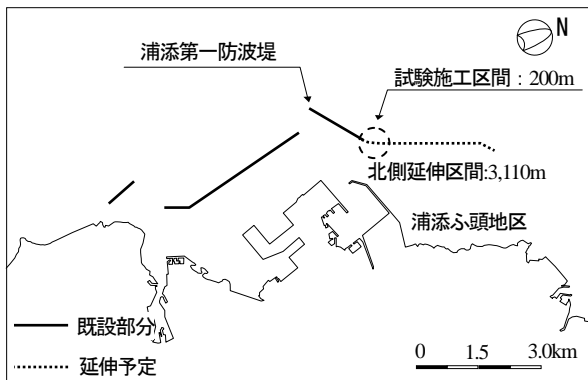 N
浦添第一防波堤
試験施工区間：200m
北側延伸区間:3,110m
浦添ふ頭地区
既設部分
延伸予定
0 1.5 3.0km